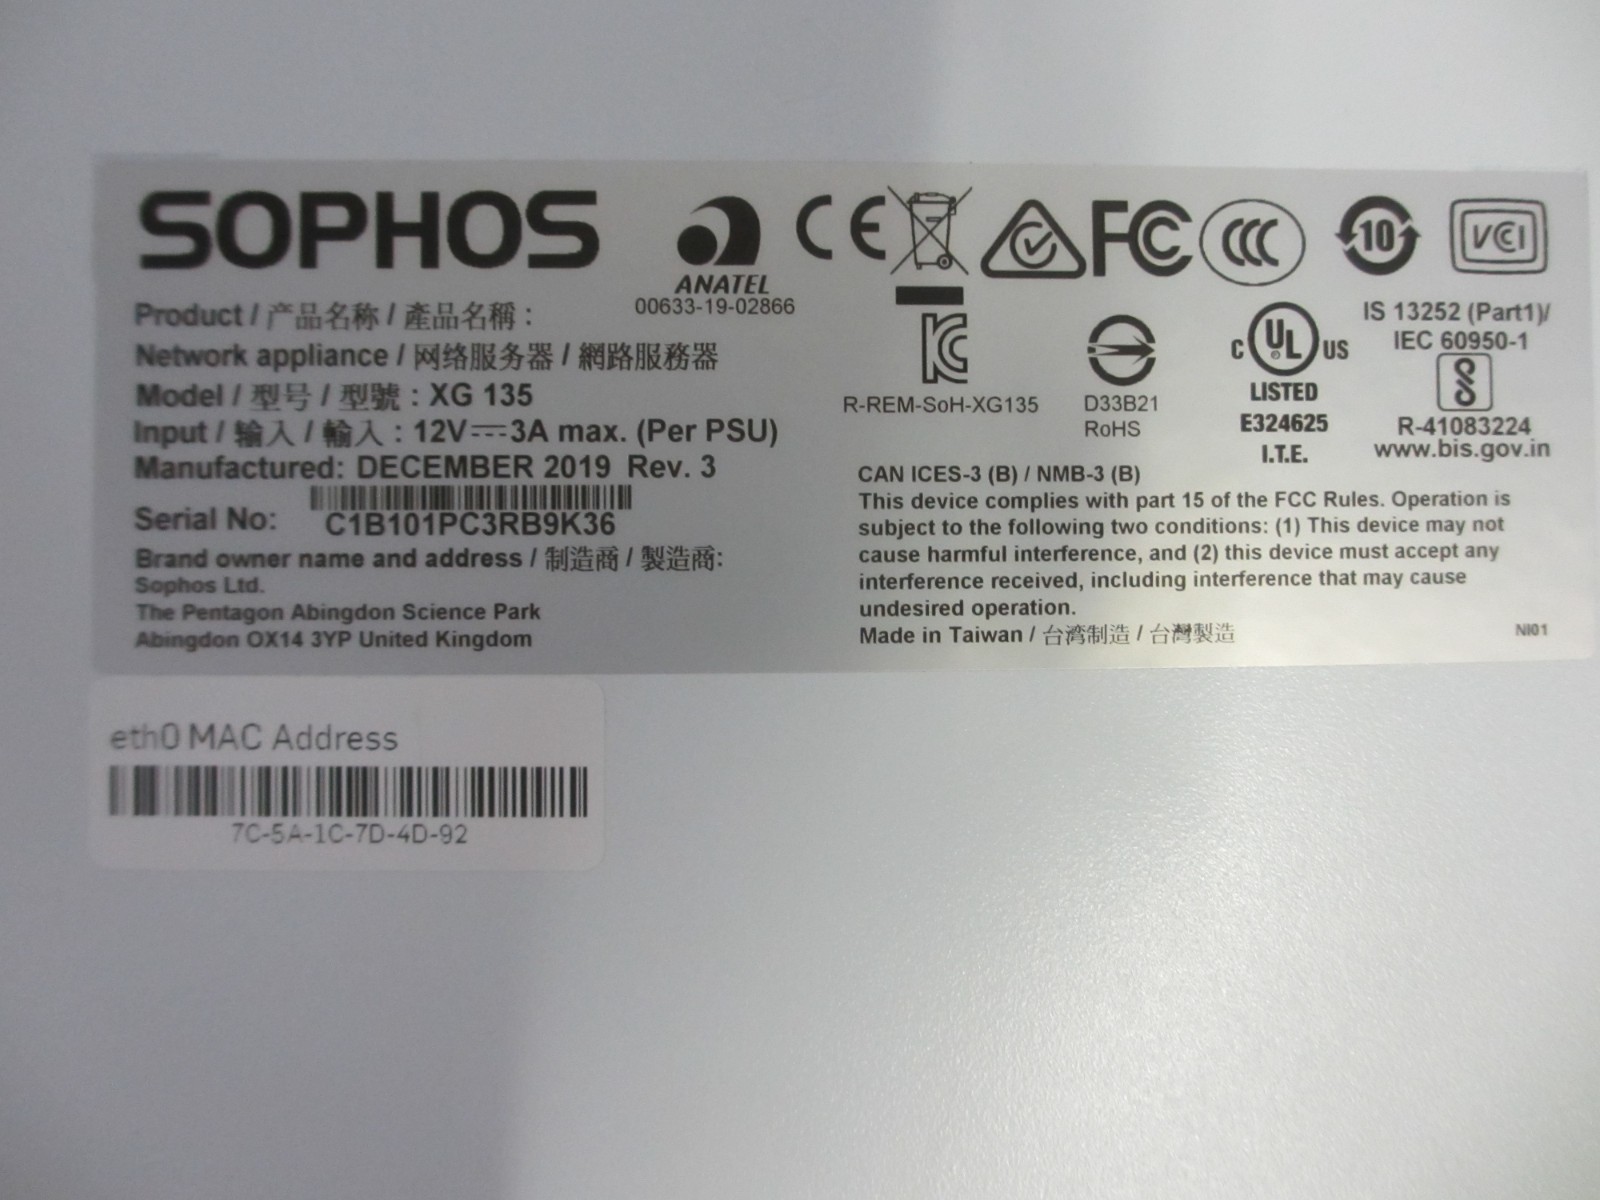 SOPHOS
Product / 产品名称 / 產品名稱 :
Network appliance / 网络服务器 / 網路服務器
Model / 型号 / 型號 : XG 135
Input / 输入 / 輸入 : 12V⎓3A max. (Per PSU)
Manufactured: DECEMBER 2019 Rev. 3
Serial No: C1B101PC3RB9K36
Brand owner name and address / 制造商 / 製造商:
Sophos Ltd.
The Pentagon Abingdon Science Park
Abingdon OX14 3YP United Kingdom
ANATEL
00633-19-02866
CE
FC
CCC
10
VCI
KC
R-REM-SoH-XG135
D33B21
RoHS
C UL US
LISTED
E324625
I.T.E.
IS 13252 (Part1)/
IEC 60950-1
R-41083224
www.bis.gov.in
CAN ICES-3 (B) / NMB-3 (B)
This device complies with part 15 of the FCC Rules. Operation is
subject to the following two conditions: (1) This device may not
cause harmful interference, and (2) this device must accept any
interference received, including interference that may cause
undesired operation.
Made in Taiwan / 台湾制造 / 台灣製造
NI01
eth0 MAC Address
7C-5A-1C-7D-4D-92